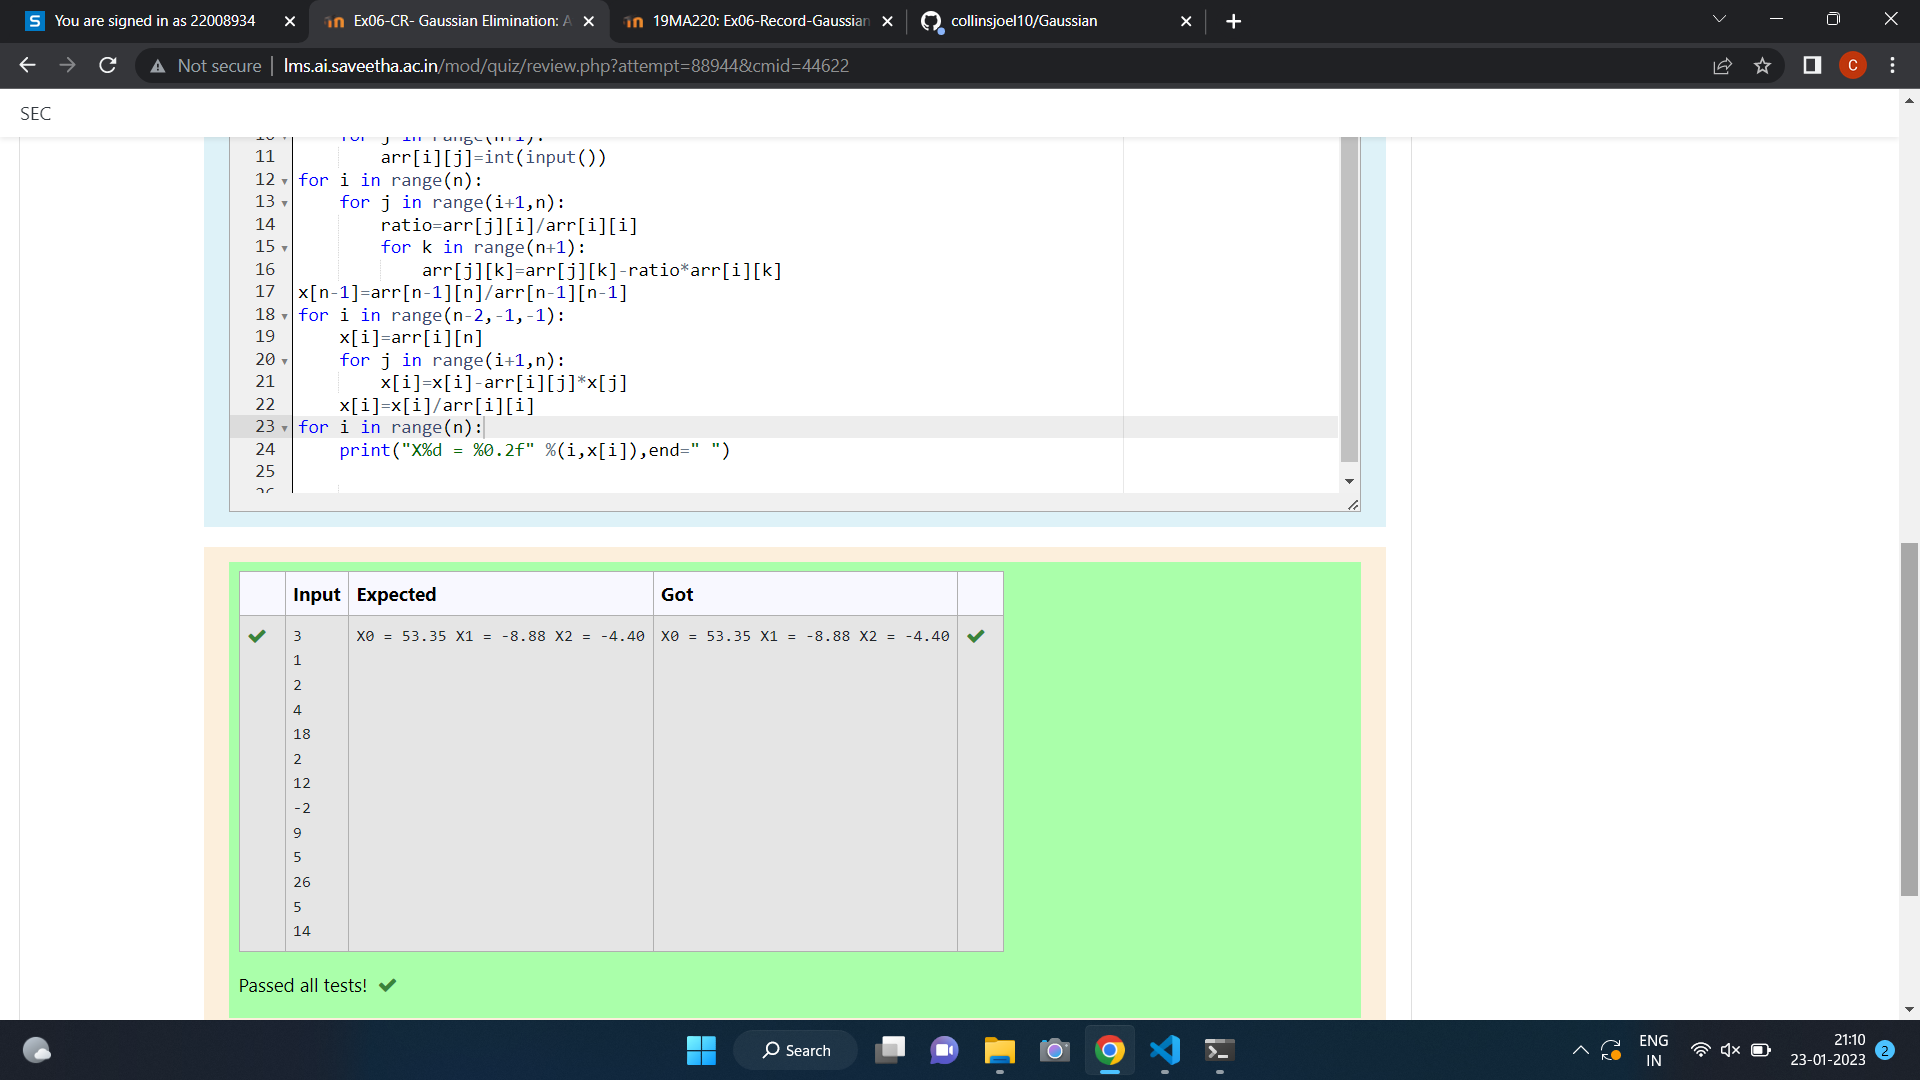 You are signed in as 22008934
Ex06-CR- Gaussian Elimination: A
19MA220: Ex06-Record-Gaussian
collinsjoel10/Gaussian
Not secure | lms.ai.saveetha.ac.in/mod/quiz/review.php?attempt=88944&cmid=44622
C
SEC
10 for j in range(n+1):
11 arr[i][j]=int(input())
12 for i in range(n):
13 for j in range(i+1,n):
14 ratio=arr[j][i]/arr[i][i]
15 for k in range(n+1):
16 arr[j][k]=arr[j][k]-ratio*arr[i][k]
17 x[n-1]=arr[n-1][n]/arr[n-1][n-1]
18 for i in range(n-2,-1,-1):
19 x[i]=arr[i][n]
20 for j in range(i+1,n):
21 x[i]=x[i]-arr[i][j]*x[j]
22 x[i]=x[i]/arr[i][i]
23 for i in range(n):
24 print("X%d = %0.2f" %(i,x[i]),end=" ")
25
26
Input Expected Got
3 X0 = 53.35 X1 = -8.88 X2 = -4.40 X0 = 53.35 X1 = -8.88 X2 = -4.40
1
2
4
18
2
12
-2
9
5
26
5
14
Passed all tests!
Search
ENG
IN
21:10
23-01-2023
2